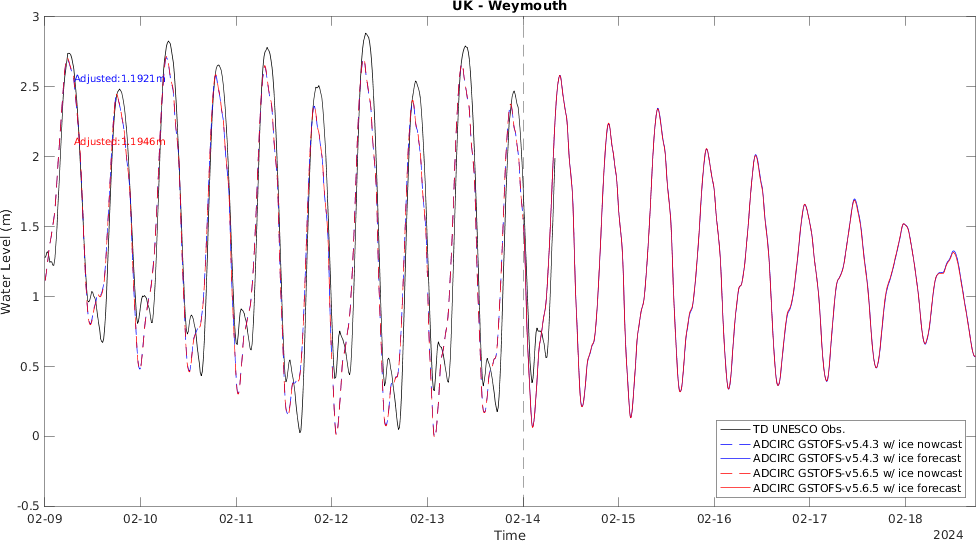 UK - Weymouth
3
2.5
2
1.5
1
0.5
0
-0.5
Water Level (m)
Adjusted:1.1921m
Adjusted:1.1946m
TD UNESCO Obs.
ADCIRC GSTOFS-v5.4.3 w/ ice nowcast
ADCIRC GSTOFS-v5.4.3 w/ ice forecast
ADCIRC GSTOFS-v5.6.5 w/ ice nowcast
ADCIRC GSTOFS-v5.6.5 w/ ice forecast
02-09 02-10 02-11 02-12 02-13 02-14 02-15 02-16 02-17 02-18
Time
2024